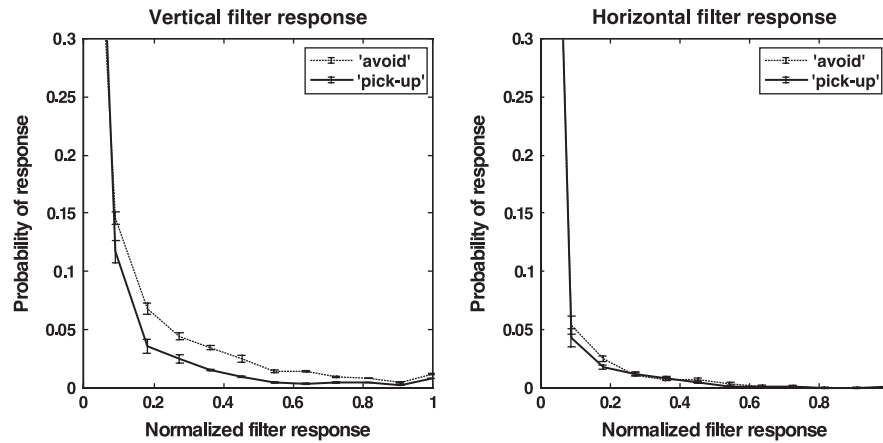 Vertical filter response
0.3
0.25
0.2
0.15
0.1
0.05
0
Probability of response
'avoid'
'pick-up'
0
0.2
0.4
0.6
0.8
1
Normalized filter response
Horizontal filter response
0.3
0.25
0.2
0.15
0.1
0.05
0
Probability of response
'avoid'
'pick-up'
0
0.2
0.4
0.6
0.8
Normalized filter response